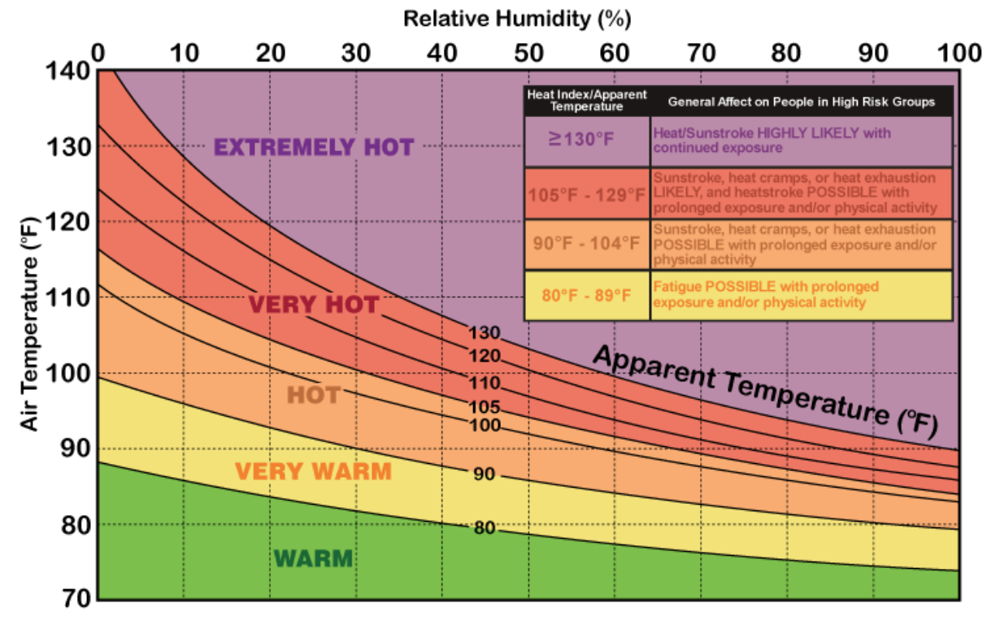 Relative Humidity (%)
0 10 20 30 40 50 60 70 80 90 100
140
130
120
110
100
90
80
70
Air Temperature (°F)
EXTREMELY HOT
VERY HOT
HOT
VERY WARM
WARM
130
120
110
105
100
90
80
Apparent Temperature (°F)
Heat Index/Apparent
Temperature
General Affect on People in High Risk Groups
≥130°F
Heat/Sunstroke HIGHLY LIKELY with
continued exposure
105°F - 129°F
Sunstroke, heat cramps, or heat exhaustion
LIKELY, and heatstroke POSSIBLE with
prolonged exposure and/or physical activity
90°F - 104°F
Sunstroke, heat cramps, or heat exhaustion
POSSIBLE with prolonged exposure and/or
physical activity
80°F - 89°F
Fatigue POSSIBLE with prolonged
exposure and/or physical activity